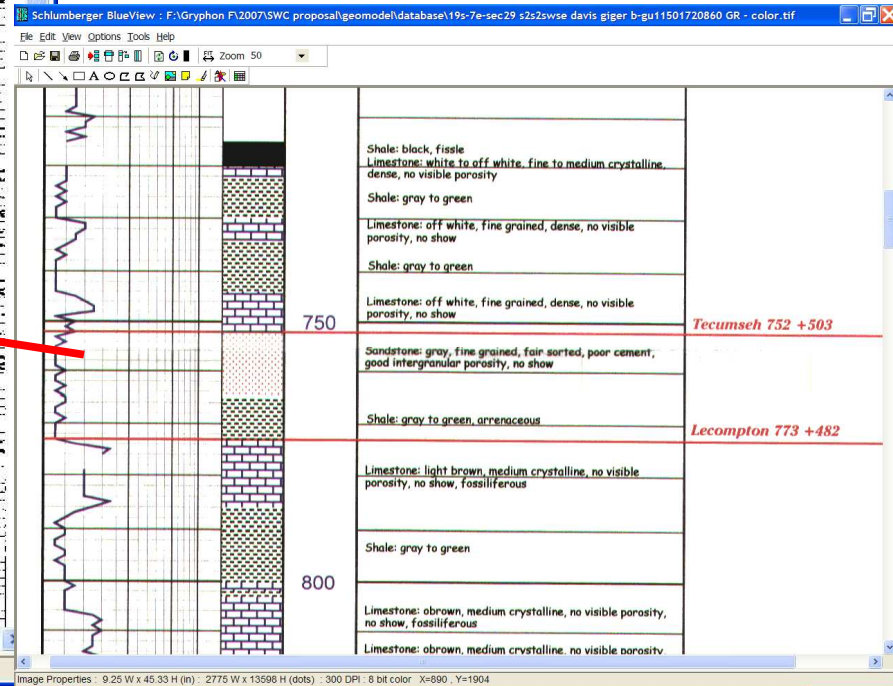 Schlumberger BlueView : F:\Gryphon F\2007\SWC proposal\geomodel\database\19s-7e-sec29 s2s2swse davis giger b-gu11501720860 GR - color.tif
File Edit View Options Tools Help
Zoom 50
Shale: black, fissle
Limestone: white to off white, fine to medium crystalline,
dense, no visible porosity
Shale: gray to green
Limestone: off white, fine grained, dense, no visible
porosity, no show
Shale: gray to green
Limestone: off white, fine grained, dense, no visible
porosity, no show
750
Tecumseh 752 +503
Sandstone: gray, fine grained, fair sorted, poor cement,
good intergranular porosity, no show
Shale: gray to green, arrenaceous
Lecompton 773 +482
Limestone: light brown, medium crystalline, no visible
porosity, no show, fossiliferous
Shale: gray to green
800
Limestone: obrown, medium crystalline, no visible porosity,
no show, fossiliferous
Limestone: obrown, medium crystalline, no visible porosity,
Image Properties : 9.25 W x 45.33 H (in) : 2775 W x 13598 H (dots) : 300 DPI : 8 bit color X=890 , Y=1904